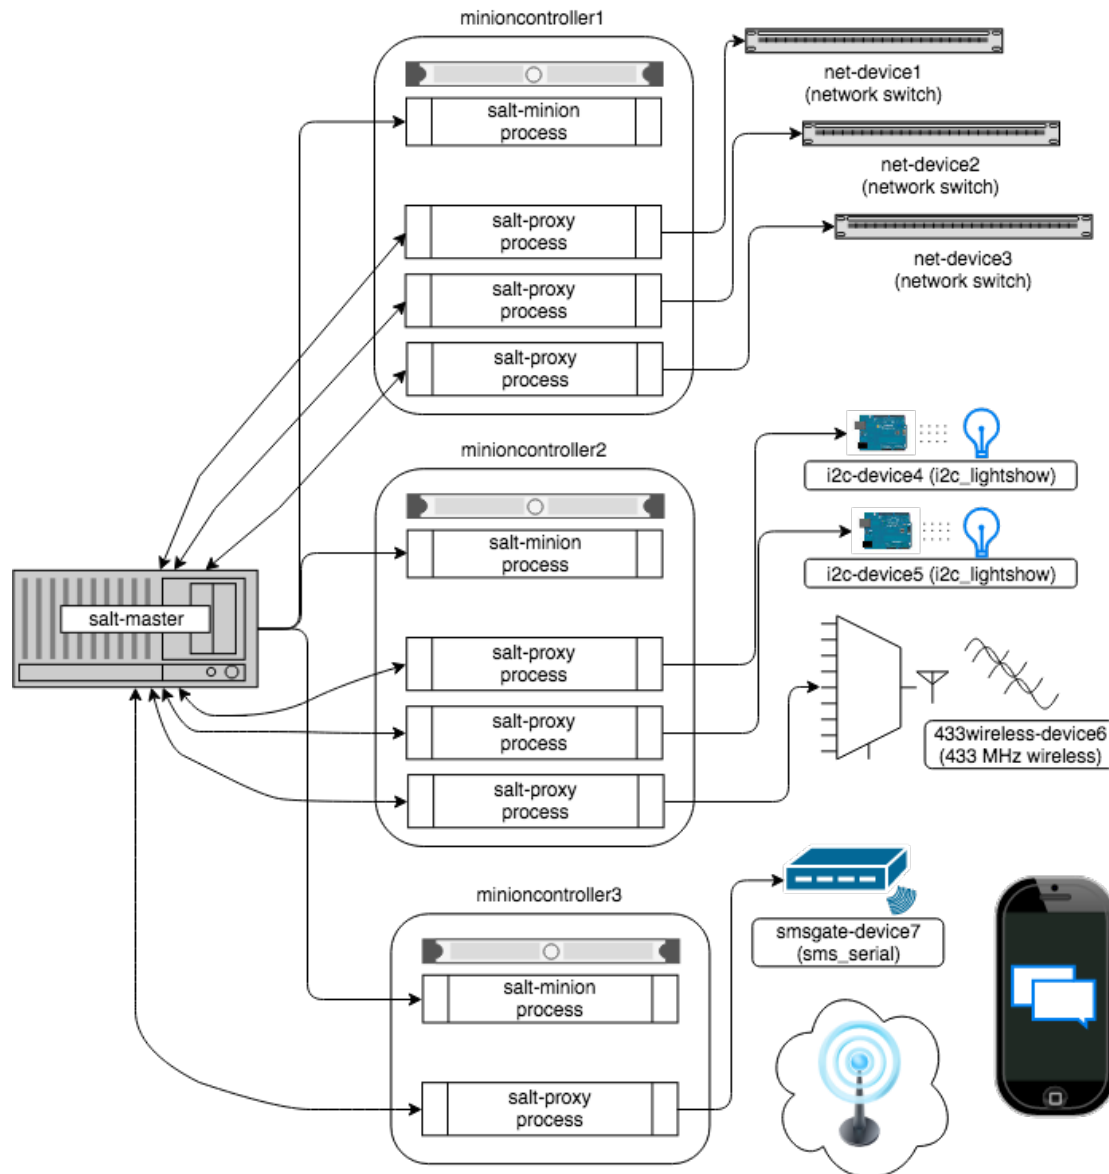 minioncontroller1
salt-minion
process
salt-proxy
process
salt-proxy
process
salt-proxy
process
net-device1
(network switch)
net-device2
(network switch)
net-device3
(network switch)
minioncontroller2
salt-minion
process
salt-proxy
process
salt-proxy
process
salt-proxy
process
i2c-device4 (i2c_lightshow)
i2c-device5 (i2c_lightshow)
433wireless-device6
(433 MHz wireless)
salt-master
minioncontroller3
salt-minion
process
salt-proxy
process
smsgate-device7
(sms_serial)